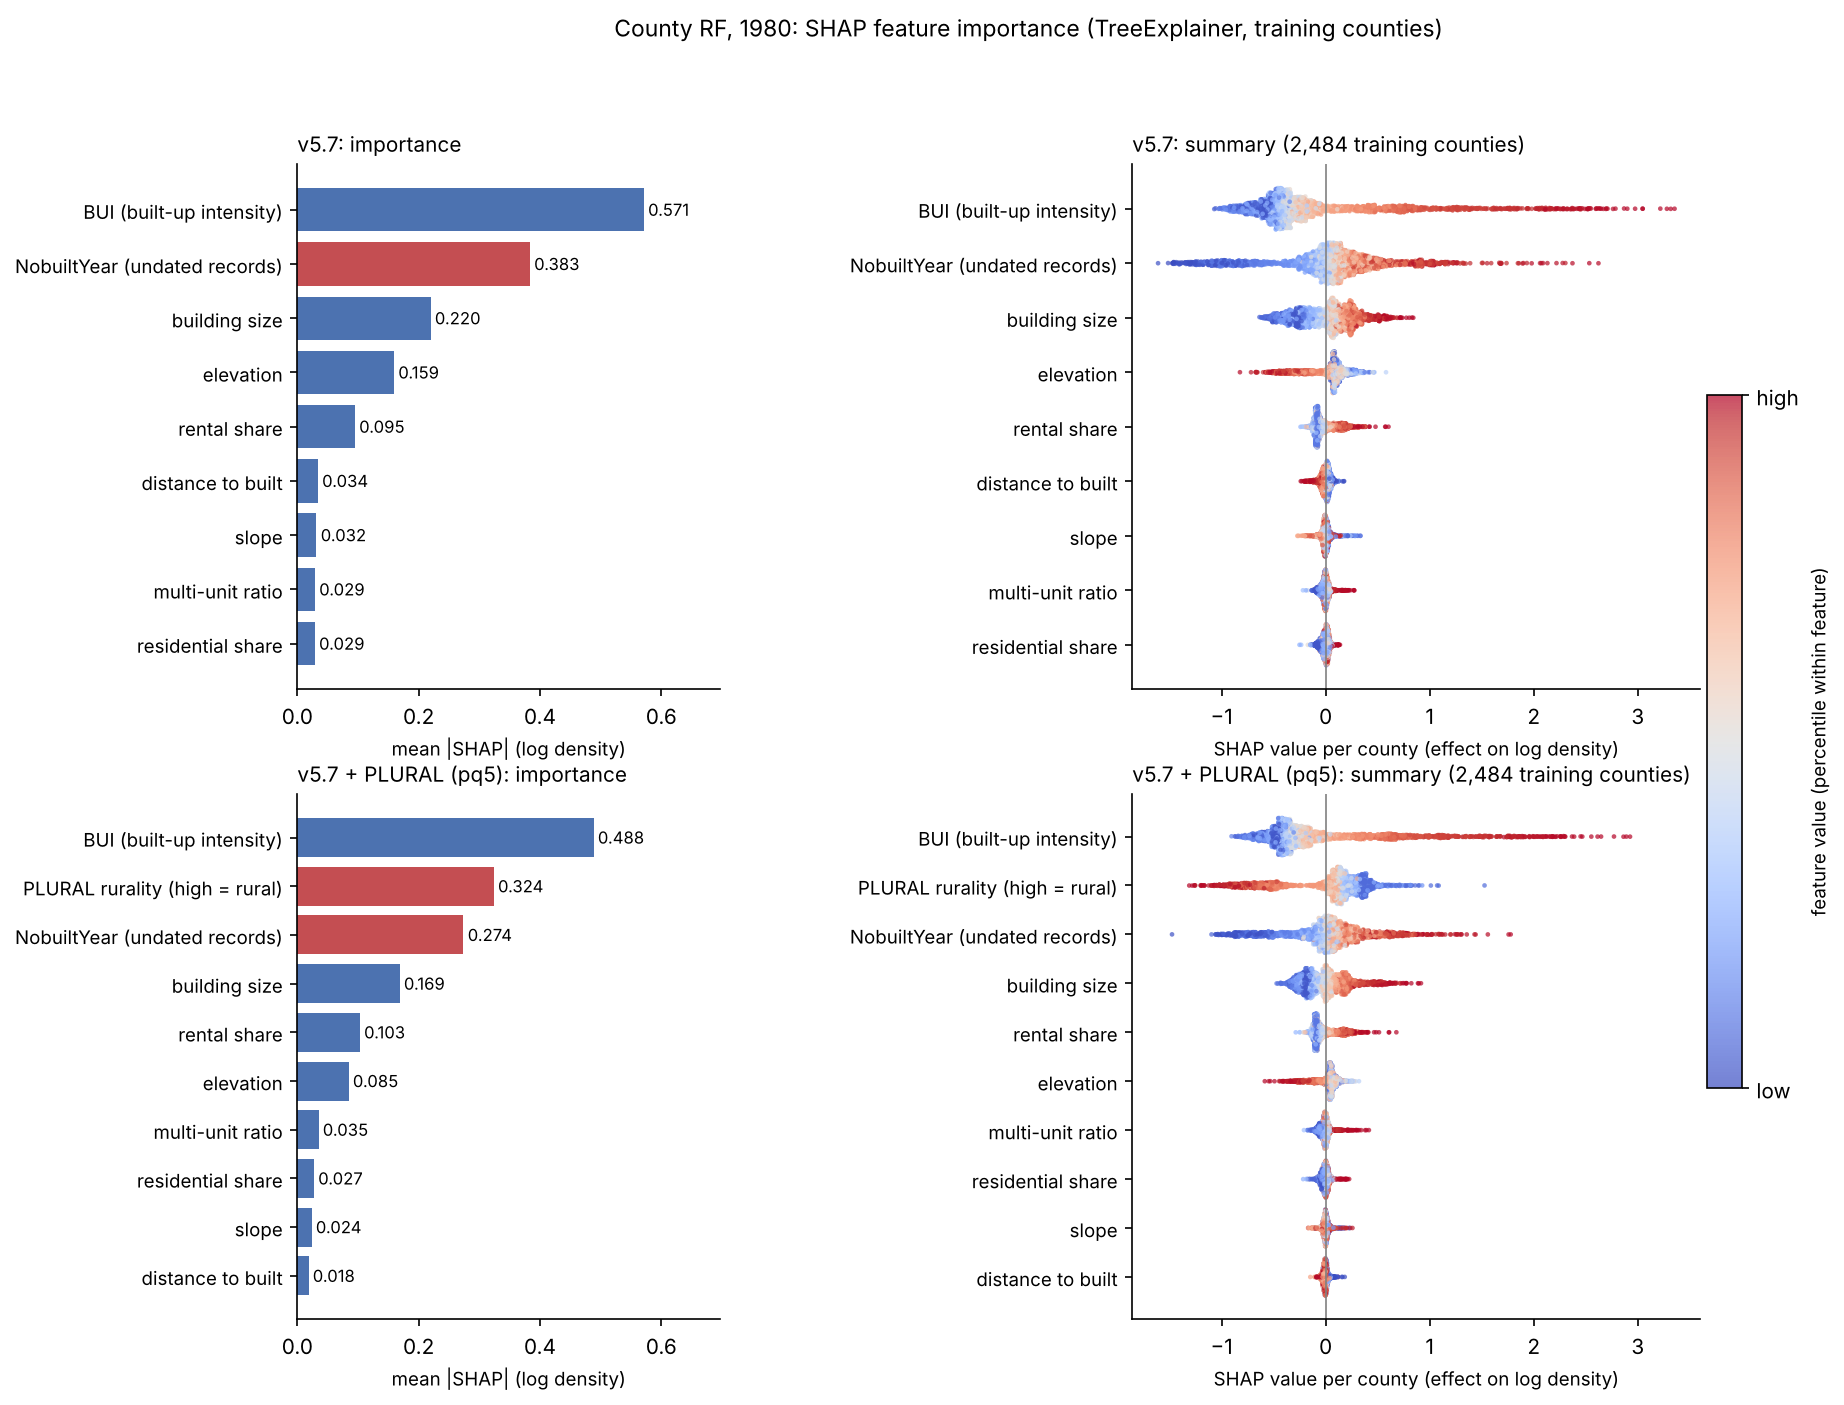 County RF, 1980: SHAP feature importance (TreeExplainer, training counties)
v5.7: importance
BUI (built-up intensity)
0.571
NobuiltYear (undated records)
0.383
building size
0.220
elevation
0.159
rental share
0.095
distance to built
0.034
slope
0.032
multi-unit ratio
0.029
residential share
0.029
0.0 0.2 0.4 0.6
mean |SHAP| (log density)
v5.7: summary (2,484 training counties)
BUI (built-up intensity)
NobuiltYear (undated records)
building size
elevation
rental share
distance to built
slope
multi-unit ratio
residential share
−1 0 1 2 3
SHAP value per county (effect on log density)
v5.7 + PLURAL (pq5): importance
BUI (built-up intensity)
0.488
PLURAL rurality (high = rural)
0.324
NobuiltYear (undated records)
0.274
building size
0.169
rental share
0.103
elevation
0.085
multi-unit ratio
0.035
residential share
0.027
slope
0.024
distance to built
0.018
0.0 0.2 0.4 0.6
mean |SHAP| (log density)
v5.7 + PLURAL (pq5): summary (2,484 training counties)
BUI (built-up intensity)
PLURAL rurality (high = rural)
NobuiltYear (undated records)
building size
rental share
elevation
multi-unit ratio
residential share
slope
distance to built
−1 0 1 2 3
SHAP value per county (effect on log density)
high
low
feature value (percentile within feature)